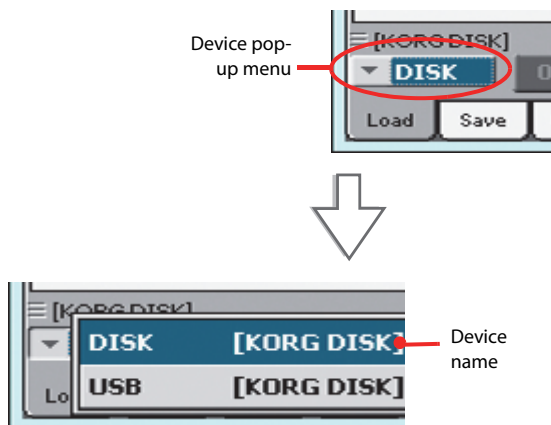 Device pop-
up menu
[KORG DISK]
DISK
Load Save
[KORG DISK]
DISK [KORG DISK]
USB [KORG DISK]
Lo
Device
name